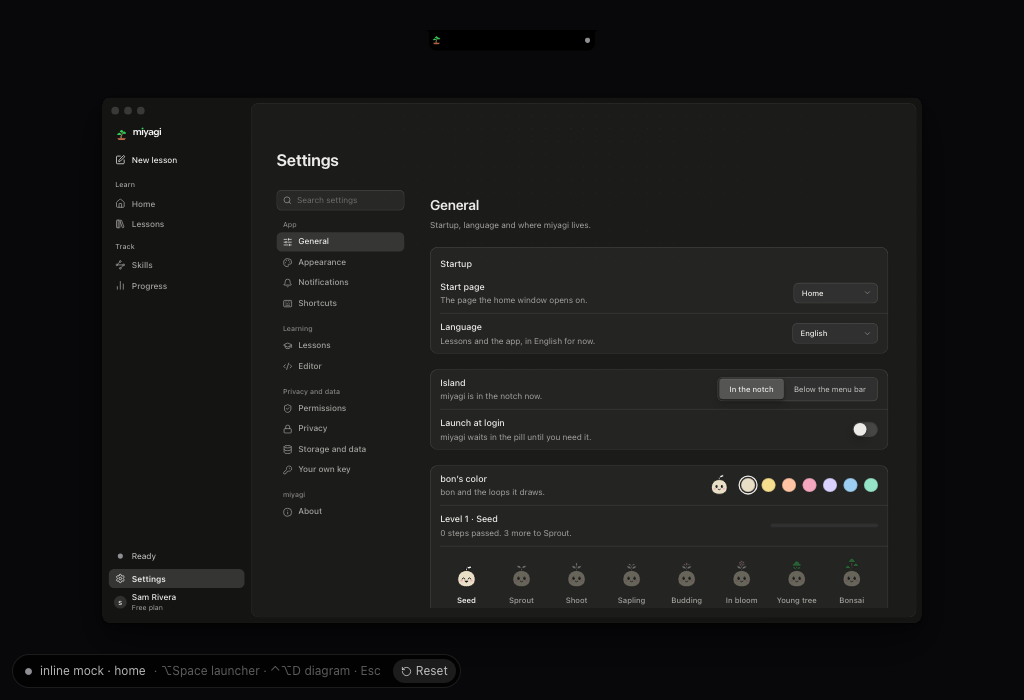 miyagi
New lesson
Learn
Home
Lessons
Track
Skills
Progress
Ready
Settings
S
Sam Rivera
Free plan
Settings
Search settings
App
General
Appearance
Notifications
Shortcuts
Learning
Lessons
Editor
Privacy and data
Permissions
Privacy
Storage and data
Your own key
miyagi
About
General
Startup, language and where miyagi lives.
Startup
Start page
The page the home window opens on.
Home
Language
Lessons and the app, in English for now.
English
Island
miyagi is in the notch now.
In the notch
Below the menu bar
Launch at login
miyagi waits in the pill until you need it.
bon's color
bon and the loops it draws.
Level 1 · Seed
0 steps passed. 3 more to Sprout.
Seed
Sprout
Shoot
Sapling
Budding
In bloom
Young tree
Bonsai
inline mock · home · ⌥Space launcher · ^⌥D diagram · Esc
Reset